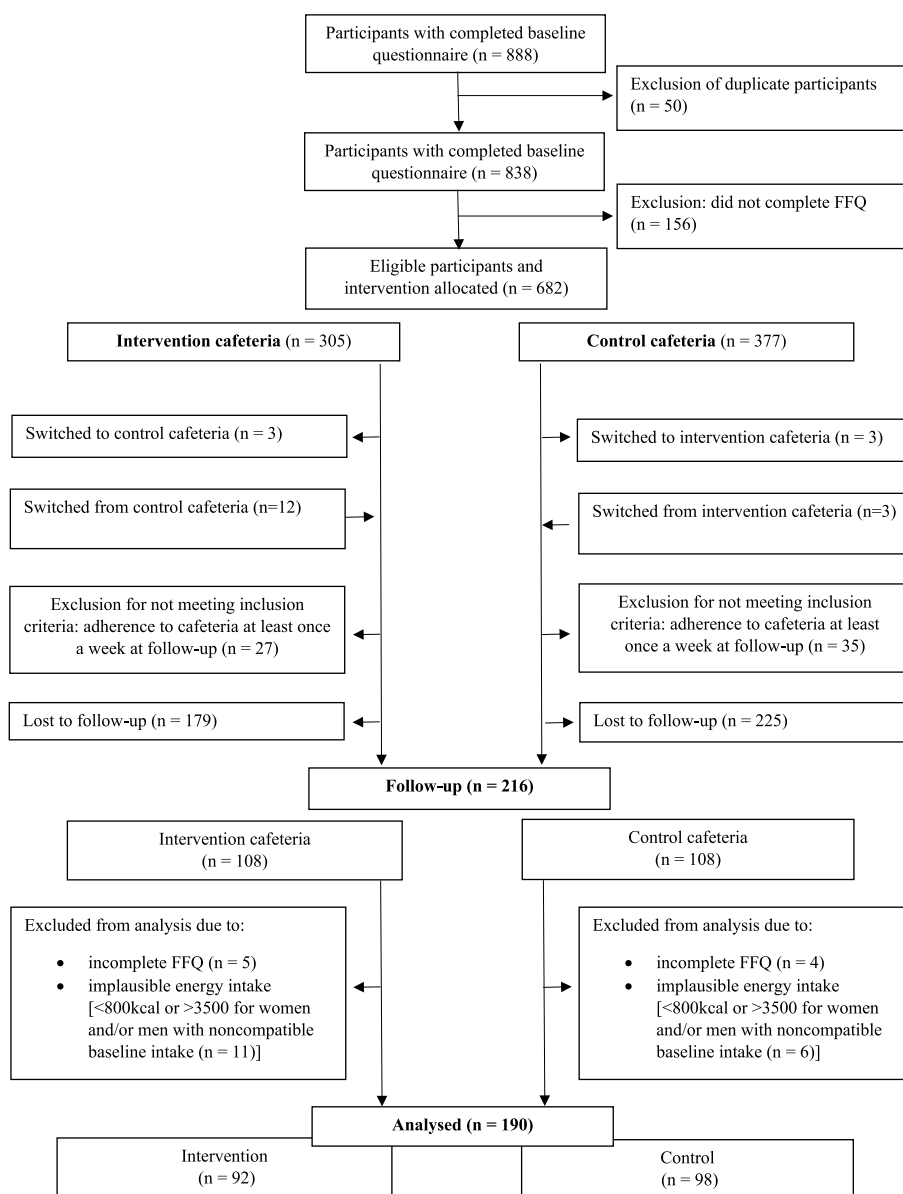 Participants with completed baseline
questionnaire (n = 888)
Exclusion of duplicate participants
(n = 50)
Participants with completed baseline
questionnaire (n = 838)
Exclusion: did not complete FFQ
(n = 156)
Eligible participants and
intervention allocated (n = 682)
Intervention cafeteria (n = 305)
Control cafeteria (n = 377)
Switched to control cafeteria (n = 3)
Switched to intervention cafeteria (n = 3)
Switched from control cafeteria (n=12)
Switched from intervention cafeteria (n=3)
Exclusion for not meeting inclusion
criteria: adherence to cafeteria at least once
a week at follow-up (n = 27)
Exclusion for not meeting inclusion
criteria: adherence to cafeteria at least
once a week at follow-up (n = 35)
Lost to follow-up (n = 179)
Lost to follow-up (n = 225)
Follow-up (n = 216)
Intervention cafeteria
(n = 108)
Control cafeteria
(n = 108)
Excluded from analysis due to:
• incomplete FFQ (n = 5)
• implausible energy intake
[<800kcal or >3500 for women
and/or men with noncompatible
baseline intake (n = 11)]
Excluded from analysis due to:
• incomplete FFQ (n = 4)
• implausible energy intake
[<800kcal or >3500 for women
and/or men with noncompatible
baseline intake (n = 6)]
Analysed (n = 190)
Intervention
(n = 92)
Control
(n = 98)